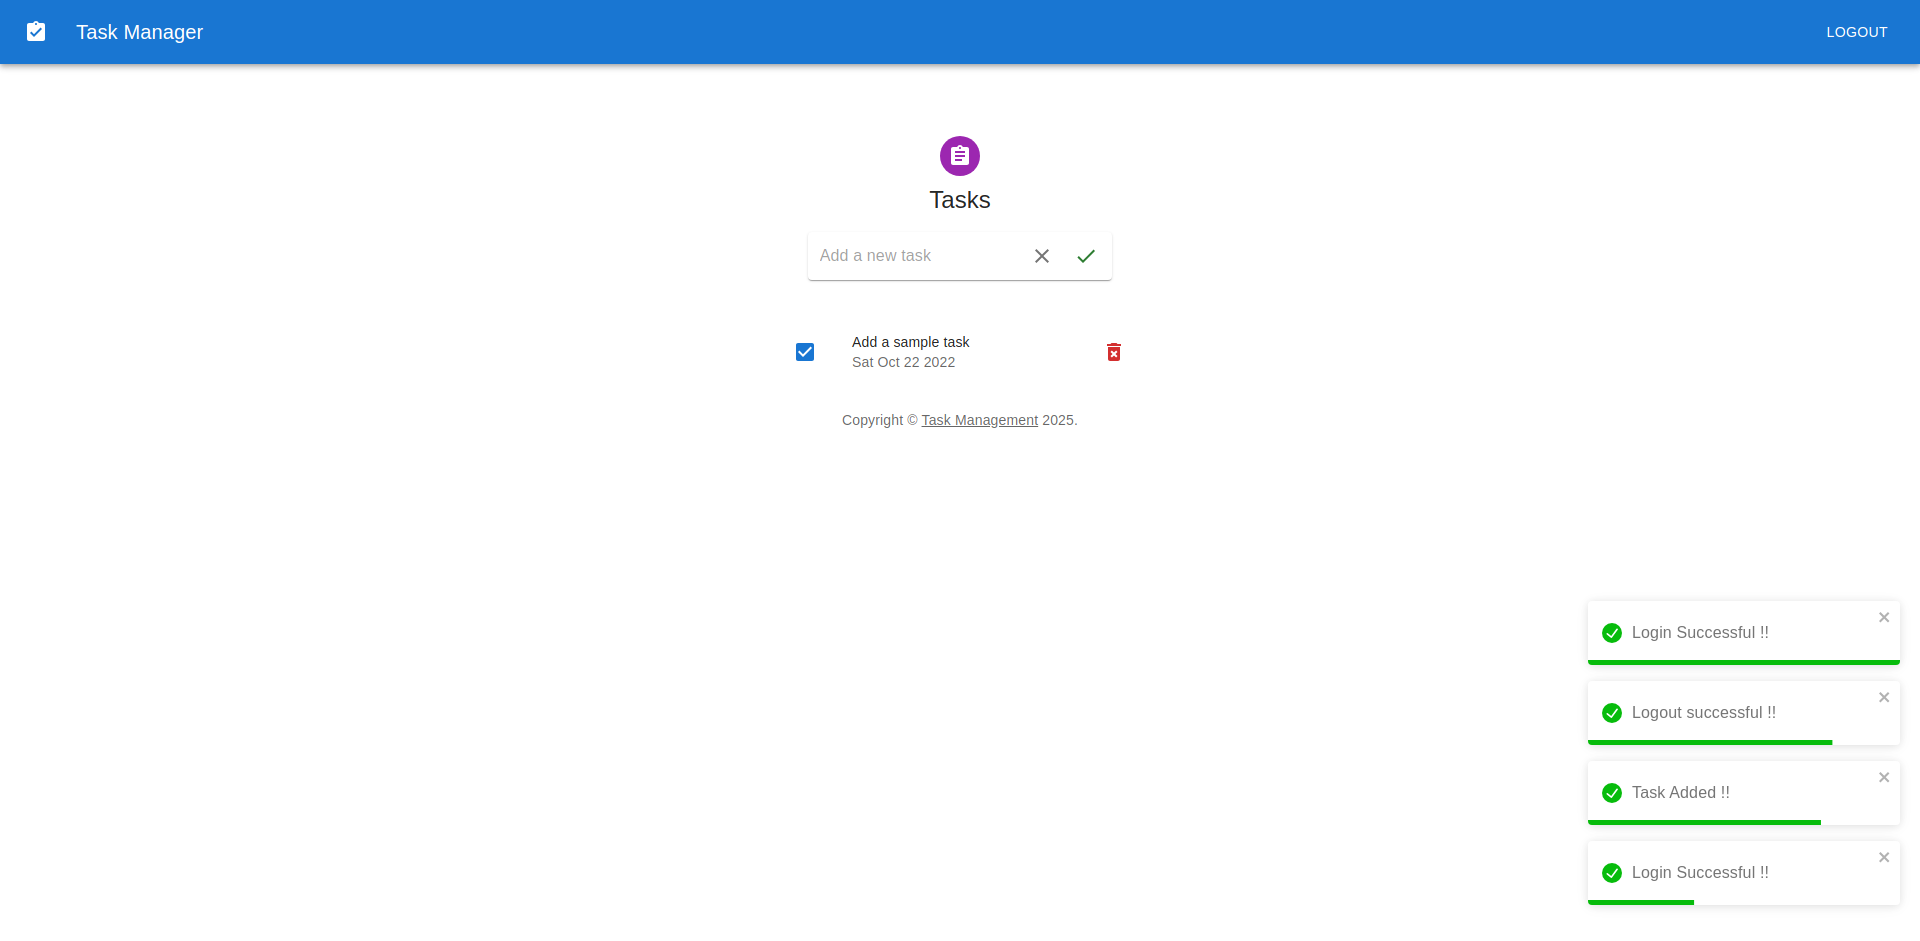 Task Manager
LOGOUT
Tasks
Add a new task
Add a sample task
Sat Oct 22 2022
Copyright © Task Management 2025.
Login Successful !!
Logout successful !!
Task Added !!
Login Successful !!